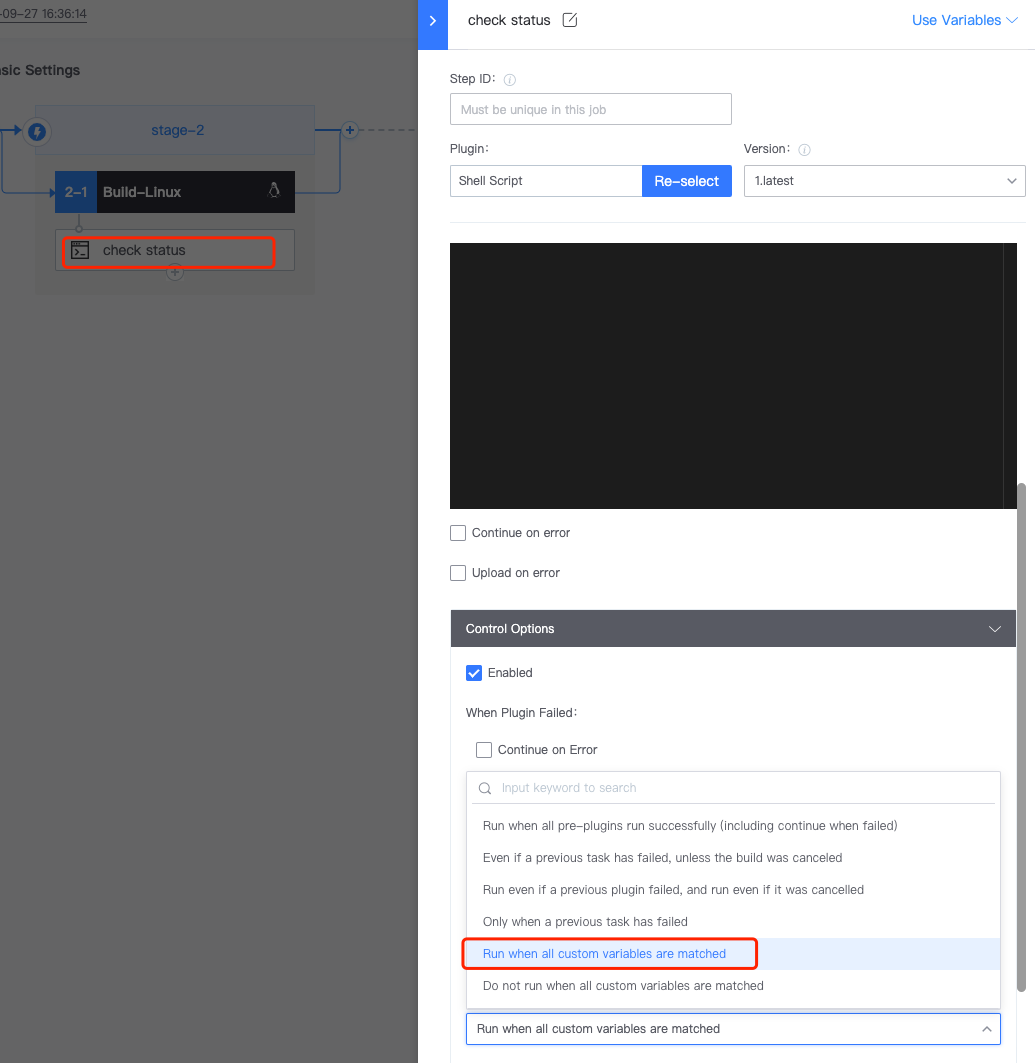 -09-27 16:36:14
sic Settings
stage-2
2-1 Build-Linux
check status
check status
Use Variables
Step ID:
Must be unique in this job
Plugin:
Version:
Shell Script
Re-select
1.latest
Continue on error
Upload on error
Control Options
Enabled
When Plugin Failed:
Continue on Error
Input keyword to search
Run when all pre-plugins run successfully (including continue when failed)
Even if a previous task has failed, unless the build was canceled
Run even if a previous plugin failed, and run even if it was cancelled
Only when a previous task has failed
Run when all custom variables are matched
Do not run when all custom variables are matched
Run when all custom variables are matched